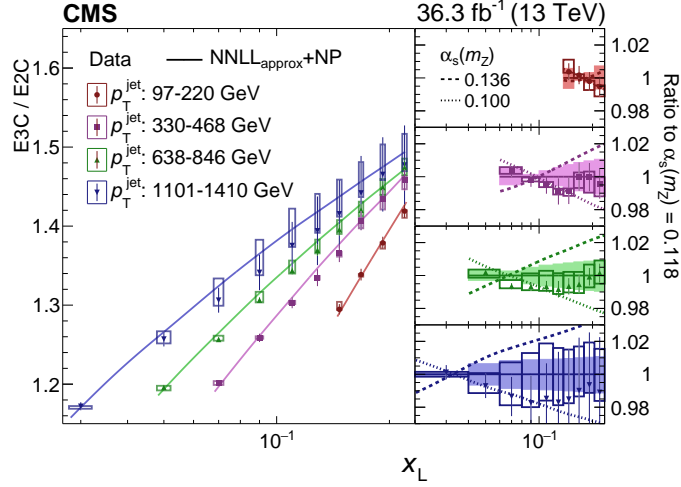 CMS
36.3 fb⁻¹ (13 TeV)
E3C / E2C
1.6
1.5
1.4
1.3
1.2
Data
NNLL_approx+NP
p_T^jet: 97-220 GeV
p_T^jet: 330-468 GeV
p_T^jet: 638-846 GeV
p_T^jet: 1101-1410 GeV
10⁻¹
x_L
α_s(m_Z)
0.136
0.100
1.02
1
0.98
1.02
1
0.98
1.02
1
0.98
1.02
1
0.98
10⁻¹
Ratio to α_s(m_Z) = 0.118